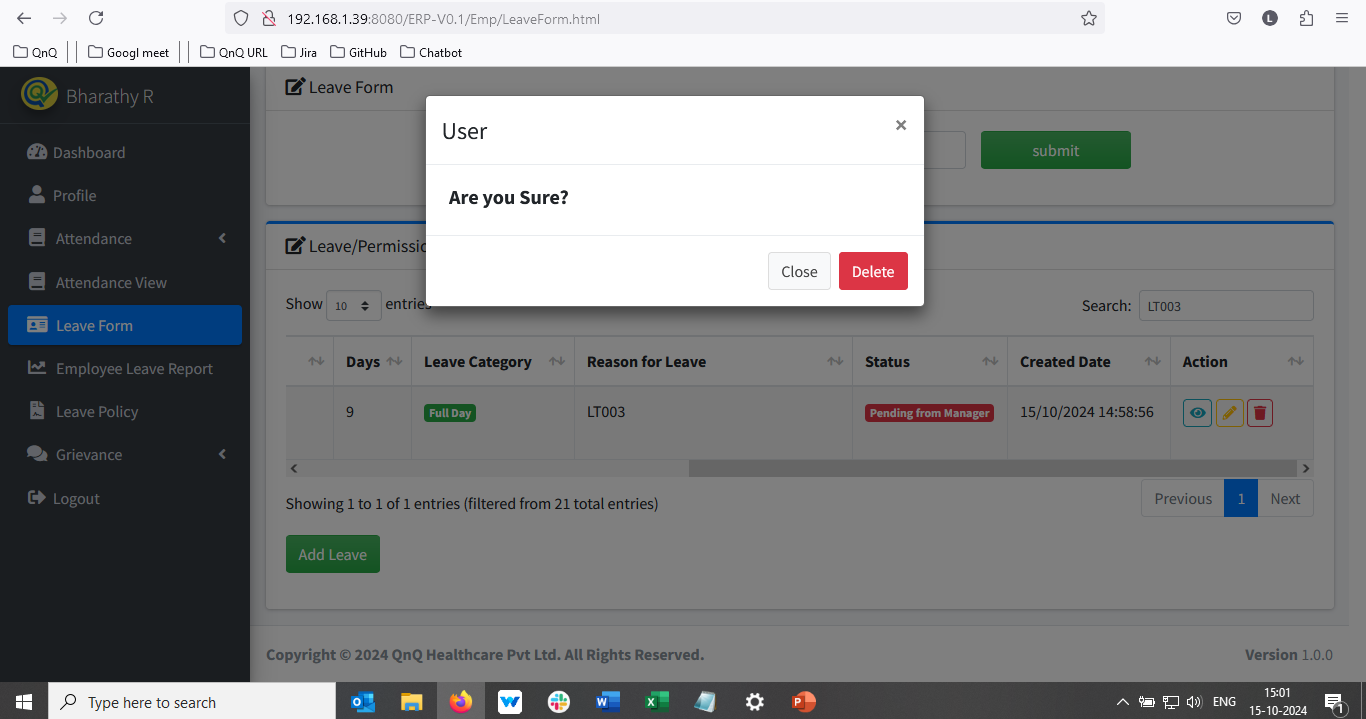 192.168.1.39:8080/ERP-V0.1/Emp/LeaveForm.html
L
QnQ
Googl meet
QnQ URL
Jira
GitHub
Chatbot
Bharathy R
Dashboard
Profile
Attendance
Attendance View
Leave Form
Employee Leave Report
Leave Policy
Grievance
Logout
Leave Form
submit
User
×
Are you Sure?
Close
Delete
Leave/Permissio
Show 10 entries
Search: LT003
Days Leave Category Reason for Leave Status Created Date Action
9 Full Day LT003 Pending from Manager 15/10/2024 14:58:56
Showing 1 to 1 of 1 entries (filtered from 21 total entries)
Previous 1 Next
Add Leave
Copyright © 2024 QnQ Healthcare Pvt Ltd. All Rights Reserved.
Version 1.0.0
Type here to search
ENG
15:01
15-10-2024
1